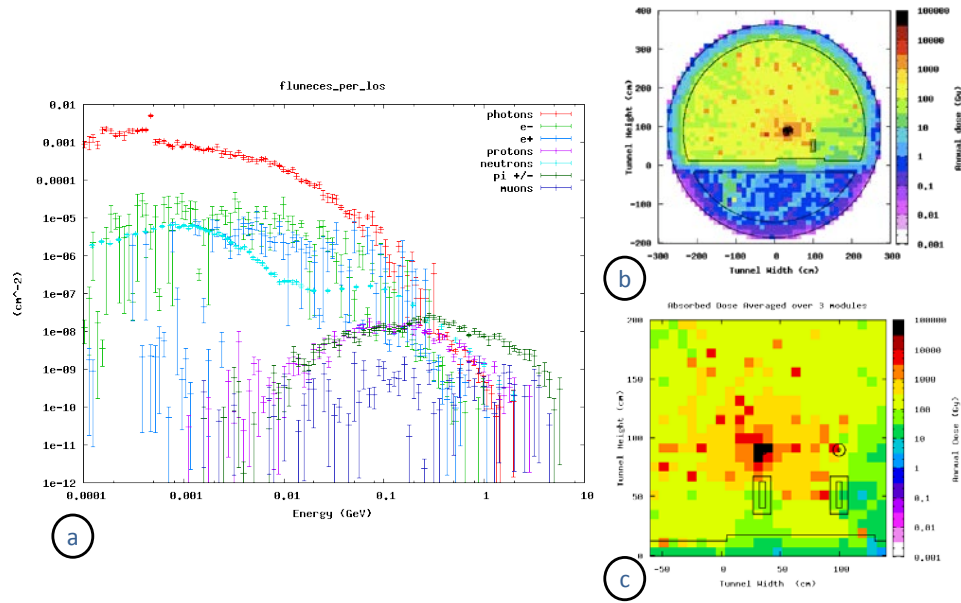 fluneces_per_los
(cm^-2)
0.01
0.001
0.0001
1e-05
1e-06
1e-07
1e-08
1e-09
1e-10
1e-11
1e-12
photons
e-
e+
protons
neutrons
pi +/-
muons
0.0001
0.001
0.01
0.1
1
10
Energy (GeV)
a
Tunnel Height (cm)
400
300
200
100
0
-100
-200
-300
-200
-100
0
100
200
300
Tunnel Width (cm)
100000
10000
1000
100
10
1
0.1
0.01
0.001
Annual dose (Gy)
b
Absorbed Dose Averaged over 3 modules
Tunnel Height (cm)
200
150
100
50
0
-50
0
50
100
Tunnel Width (cm)
100000
10000
1000
100
10
1
0.1
0.01
0.001
Annual Dose (Gy)
c